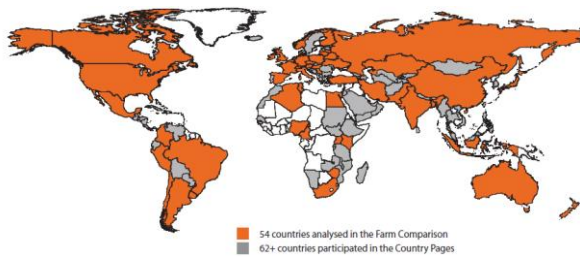 54 countries analysed in the Farm Comparison
62+ countries participated in the Country Pages